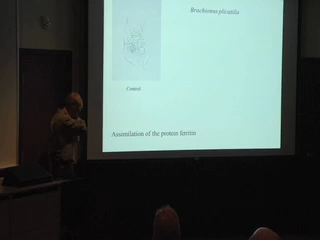 Brachionus plicatilis
Control
Assimilation of the protein ferritin